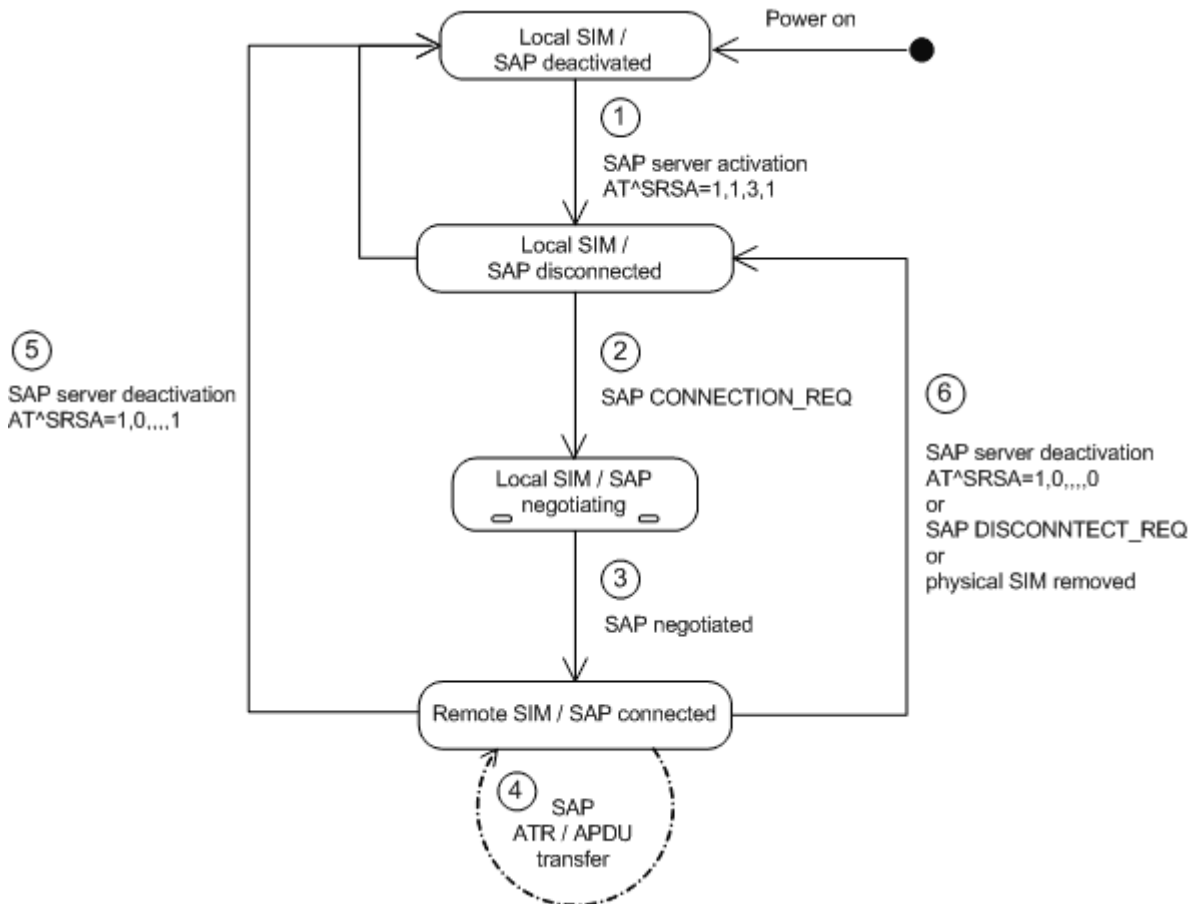 Power on
Local SIM /
SAP deactivated
1
SAP server activation
AT^SRSA=1,1,3,1
Local SIM /
SAP disconnected
5
SAP server deactivation
AT^SRSA=1,0,,,,1
2
SAP CONNECTION_REQ
6
SAP server deactivation
AT^SRSA=1,0,,,,0
or
SAP DISCONNTECT_REQ
or
physical SIM removed
Local SIM / SAP
negotiating
3
SAP negotiated
Remote SIM / SAP connected
4
SAP
ATR / APDU
transfer